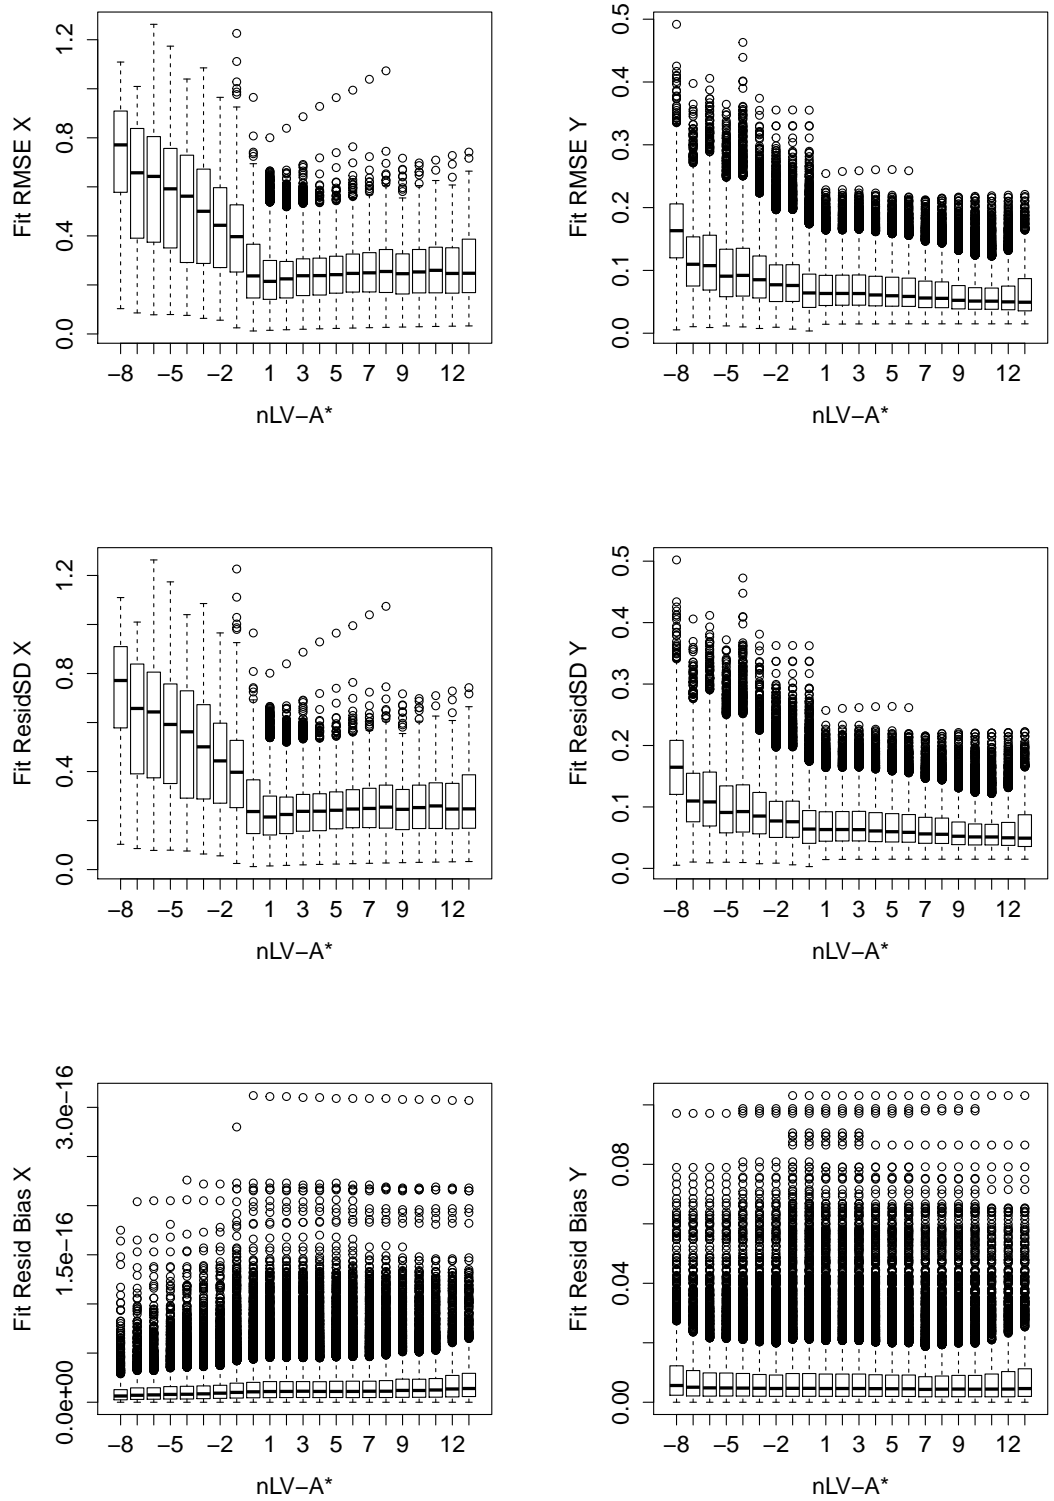 Fit RMSE X
0.0 0.4 0.8 1.2
−8 −5 −2 1 3 5 7 9 12
nLV−A*
Fit RMSE Y
0.0 0.1 0.2 0.3 0.4 0.5
−8 −5 −2 1 3 5 7 9 12
nLV−A*
Fit ResidSD X
0.0 0.4 0.8 1.2
−8 −5 −2 1 3 5 7 9 12
nLV−A*
Fit ResidSD Y
0.0 0.1 0.2 0.3 0.4 0.5
−8 −5 −2 1 3 5 7 9 12
nLV−A*
Fit Resid Bias X
0.0e+00 1.5e−16 3.0e−16
−8 −5 −2 1 3 5 7 9 12
nLV−A*
Fit Resid Bias Y
0.00 0.04 0.08
−8 −5 −2 1 3 5 7 9 12
nLV−A*